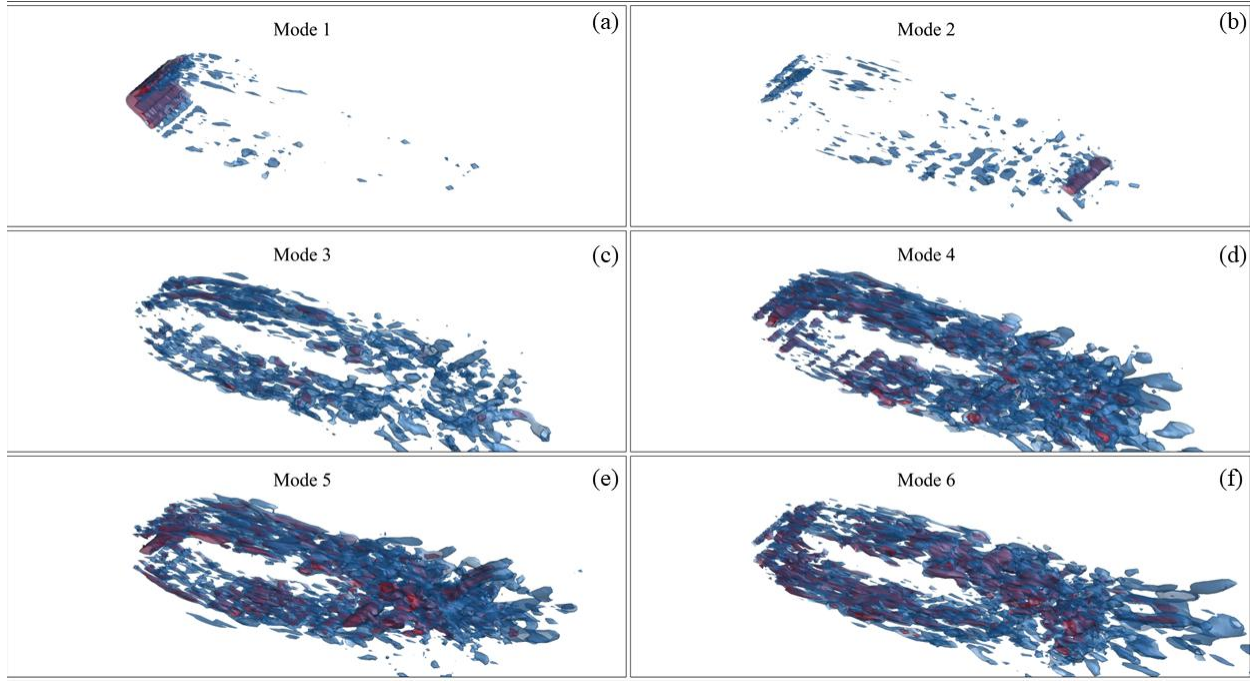 Mode 1
(a)
Mode 2
(b)
Mode 3
(c)
Mode 4
(d)
Mode 5
(e)
Mode 6
(f)